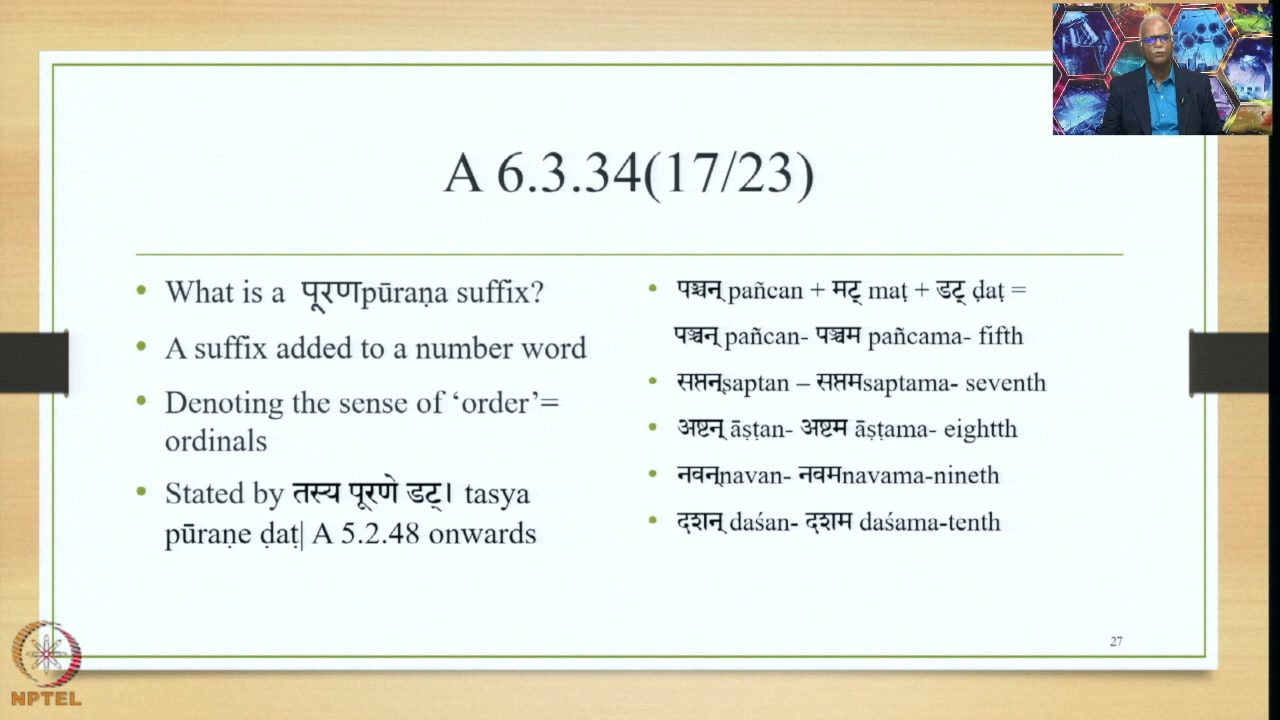 A 6.3.34(17/23)
• What is a पूरणpūraṇa suffix?
• A suffix added to a number word
• Denoting the sense of ‘order’=
ordinals
• Stated by तस्य पूरणे डट्। tasya
pūraṇe ḍaṭ| A 5.2.48 onwards
• पञ्चन् pañcan + मट् maṭ + डट् ḍaṭ =
पञ्चन् pañcan- पञ्चम pañcama- fifth
• सप्तन्saptan – सप्तमsaptama- seventh
• अष्टन् āṣṭan- अष्टम āṣṭama- eightth
• नवन्navan- नवमnavama-nineth
• दशन् daśan- दशम daśama-tenth
27
NPTEL